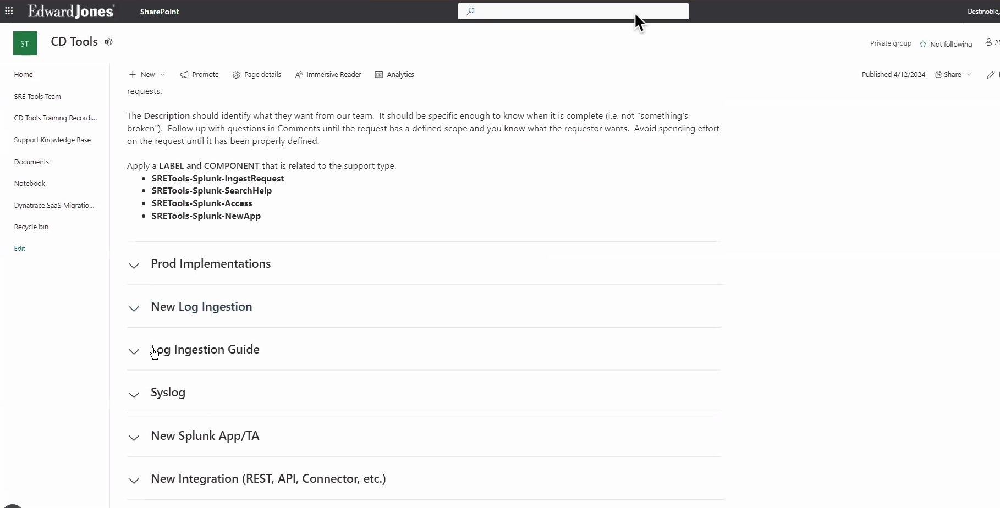 Edward Jones
SharePoint
Destinoble,
ST
CD Tools
Private group
Not following
25
Home
SRE Tools Team
CD Tools Training Recordi...
Support Knowledge Base
Documents
Notebook
Dynatrace SaaS Migratio...
Recycle bin
Edit
New
Promote
Page details
Immersive Reader
Analytics
Published 4/12/2024
Share
requests.
The Description should identify what they want from our team. It should be specific enough to know when it is complete (i.e. not "something's
broken"). Follow up with questions in Comments until the request has a defined scope and you know what the requestor wants. Avoid spending effort
on the request until it has been properly defined.
Apply a LABEL and COMPONENT that is related to the support type.
• SRETools-Splunk-IngestRequest
• SRETools-Splunk-SearchHelp
• SRETools-Splunk-Access
• SRETools-Splunk-NewApp
Prod Implementations
New Log Ingestion
Log Ingestion Guide
Syslog
New Splunk App/TA
New Integration (REST, API, Connector, etc.)